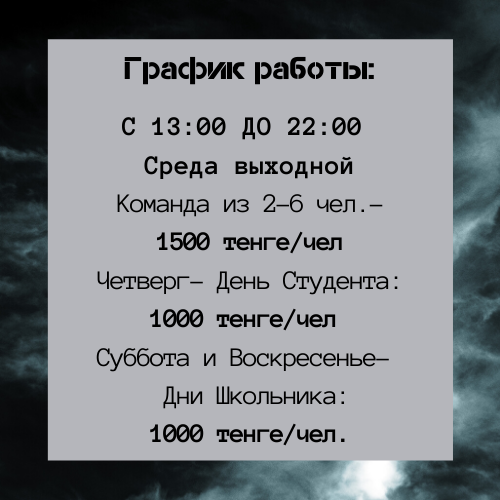 График работы:
С 13:00 ДО 22:00
Среда выходной
Команда из 2-6 чел.-
1500 тенге/чел
Четверг- День Студента:
1000 тенге/чел
Суббота и Воскресенье-
Дни Школьника:
1000 тенге/чел.